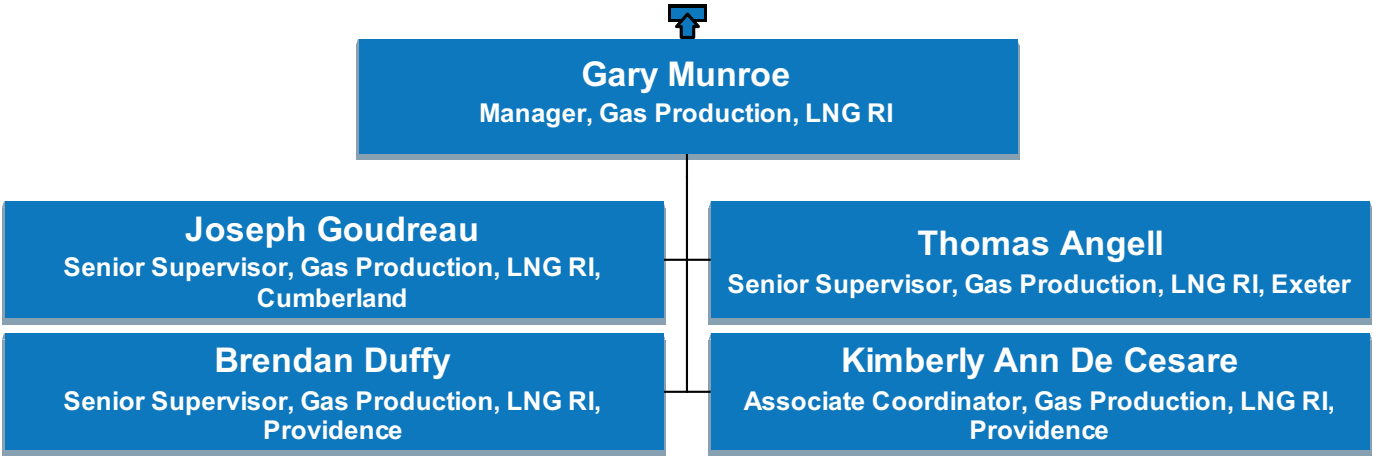 Gary Munroe
Manager, Gas Production, LNG RI
Joseph Goudreau
Senior Supervisor, Gas Production, LNG RI,
Cumberland
Thomas Angell
Senior Supervisor, Gas Production, LNG RI, Exeter
Brendan Duffy
Senior Supervisor, Gas Production, LNG RI,
Providence
Kimberly Ann De Cesare
Associate Coordinator, Gas Production, LNG RI,
Providence